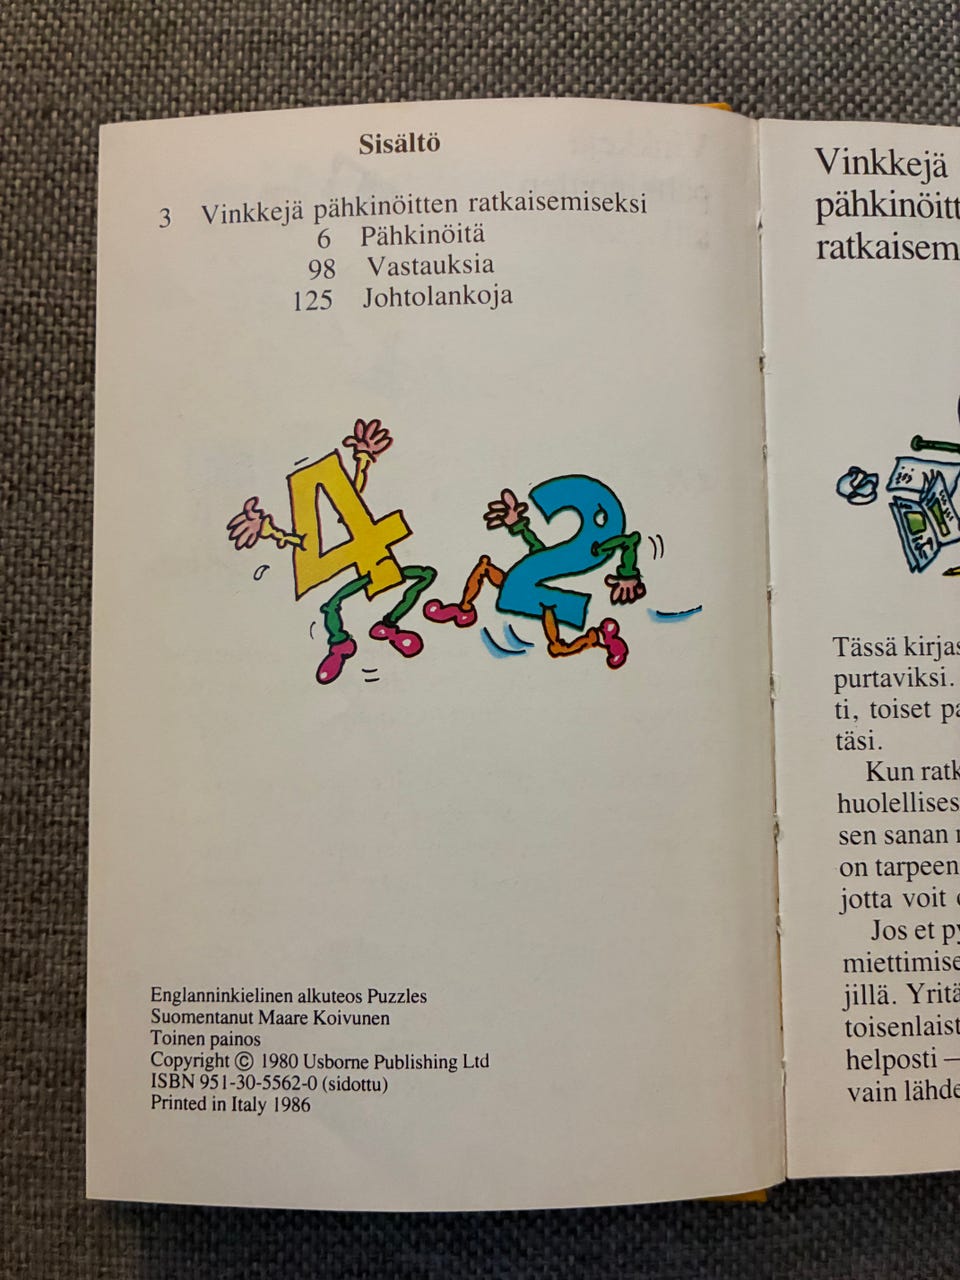 Sisältö
3 Vinkkejä pähkinöitten ratkaisemiseksi
6 Pähkinöitä
98 Vastauksia
125 Johtolankoja
Englanninkielinen alkuteos Puzzles
Suomentanut Maare Koivunen
Toinen painos
Copyright © 1980 Usborne Publishing Ltd
ISBN 951-30-5562-0 (sidottu)
Printed in Italy 1986
Vinkkejä
pähkinöitt
ratkaisem
Tässä kirjas
purtaviksi.
ti, toiset pa
täsi.
Kun ratk
huolellises
sen sanan
on tarpeen
jotta voit
Jos et py
miettimise
jillä. Yritä
toisenlaist
helposti —
vain lähde